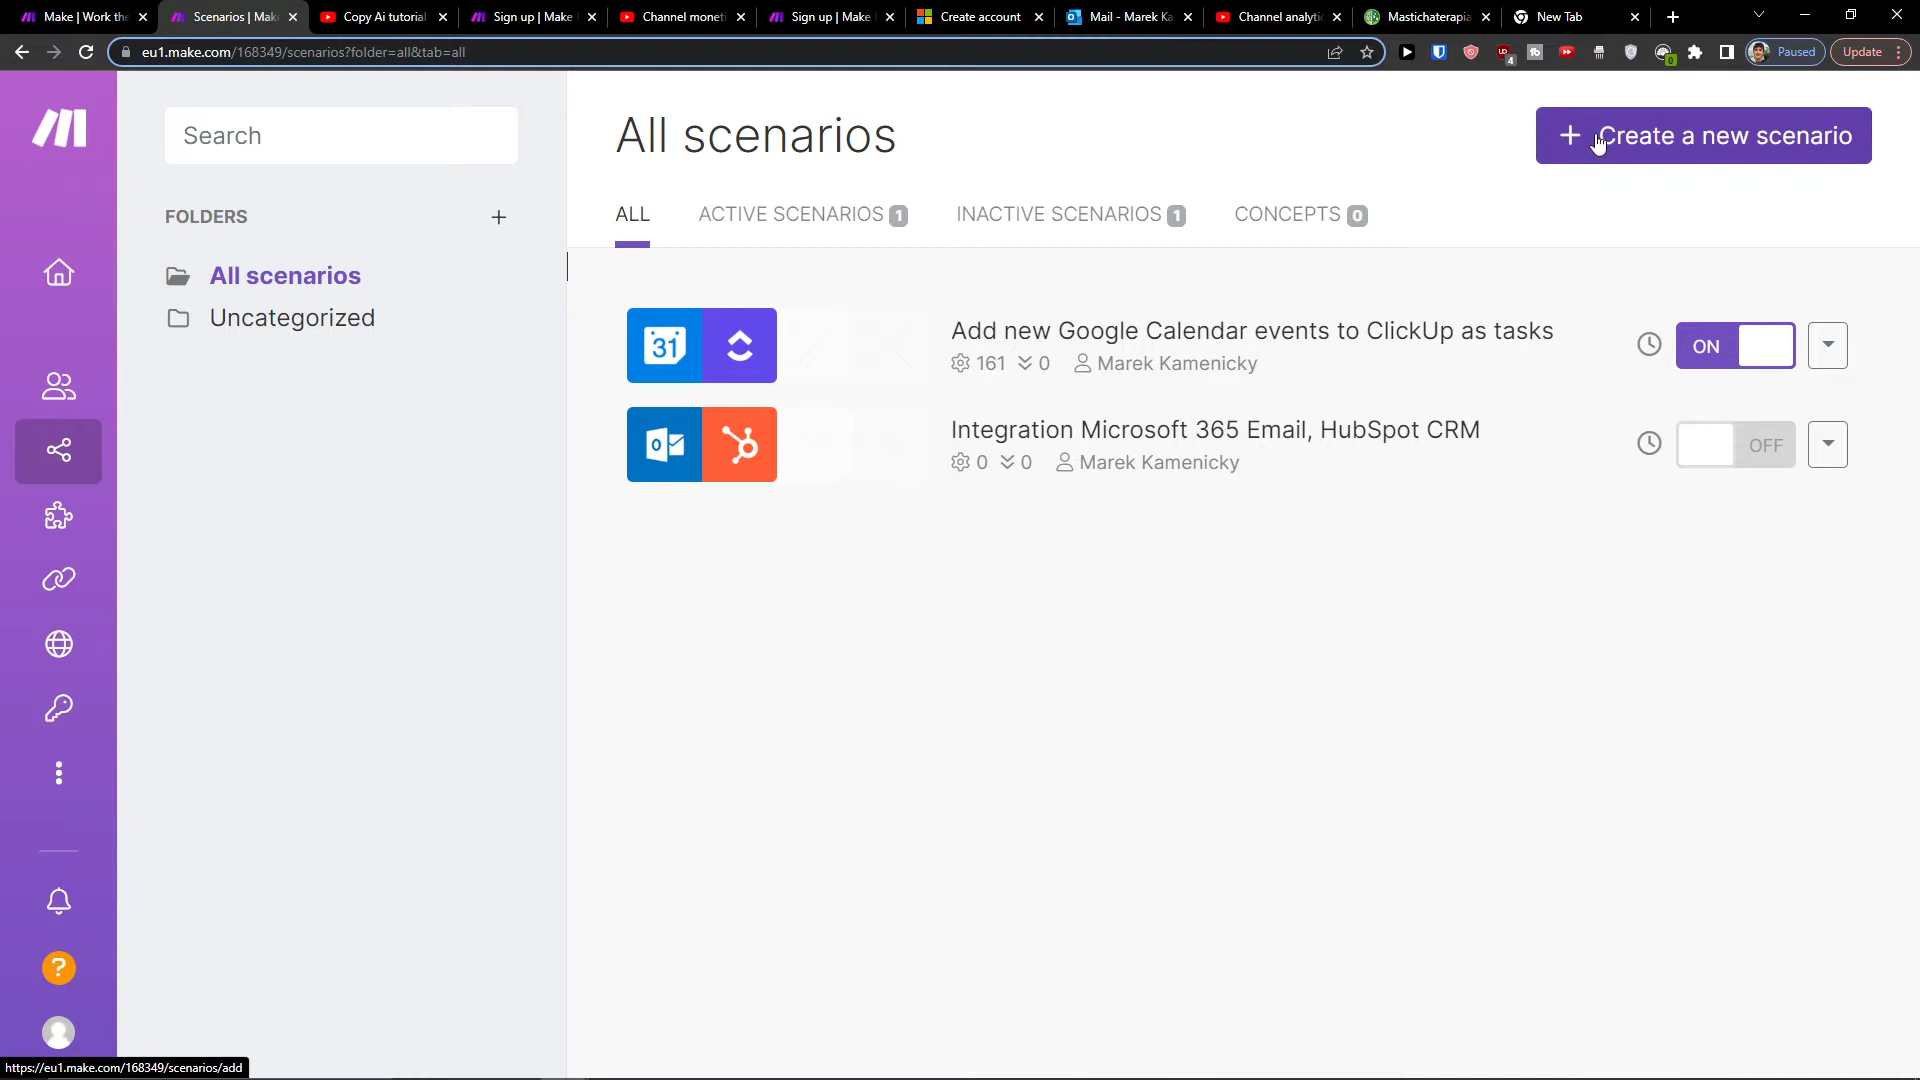 Make | Work the
Scenarios | Mak
Copy Ai tutorial
Sign up | Make
Channel moneti
Sign up | Make
Create account
Mail - Marek Ka
Channel analytic
Mastichaterapia
New Tab
eu1.make.com/168349/scenarios?folder=all&tab=all
4
0
Paused
Update
Search
All scenarios
Create a new scenario
FOLDERS
ALL
ACTIVE SCENARIOS 1
INACTIVE SCENARIOS 1
CONCEPTS 0
All scenarios
Uncategorized
31
Add new Google Calendar events to ClickUp as tasks
161 0 Marek Kamenicky
ON
Integration Microsoft 365 Email, HubSpot CRM
0 0 Marek Kamenicky
OFF
?
https://eu1.make.com/168349/scenarios/add